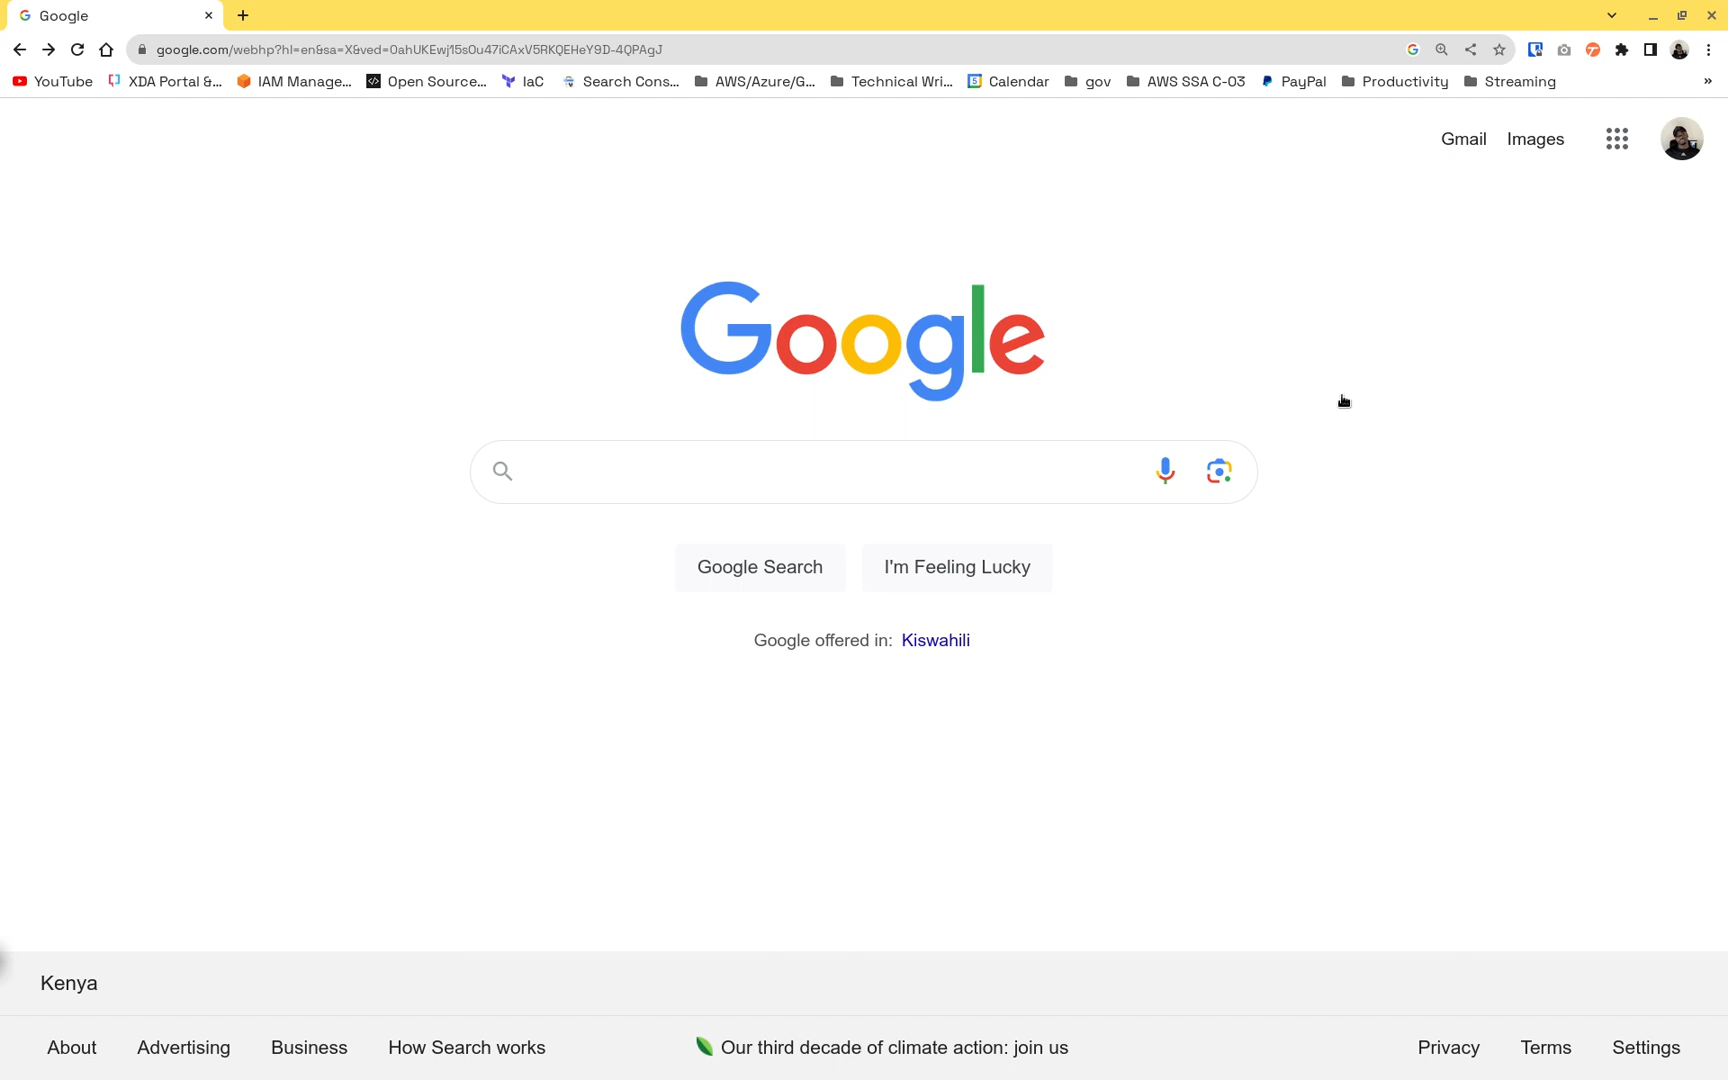 Google
google.com/webhp?hl=en&sa=X&ved=0ahUKEwj15s0u47iCAxV5RKQEHeY9D-4QPAgJ
YouTube XDA Portal &... IAM Manage... Open Source... IaC Search Cons... AWS/Azure/G... Technical Wri... Calendar gov AWS SSA C-03 PayPal Productivity Streaming »
Gmail Images
Google
Google Search I'm Feeling Lucky
Google offered in: Kiswahili
Kenya
About Advertising Business How Search works Our third decade of climate action: join us Privacy Terms Settings